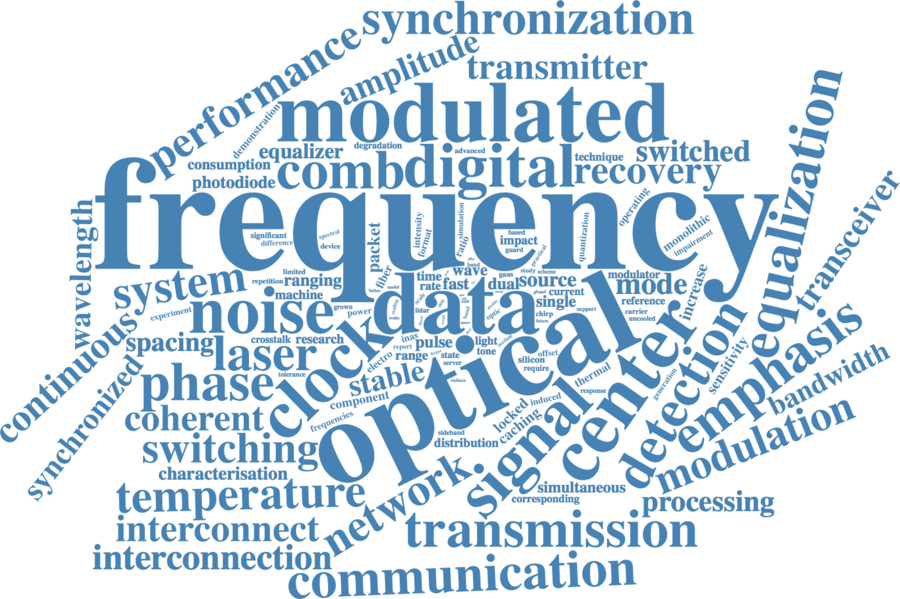 synchronization
performance
amplitude
transmitter
modulated
demonstration
degradation
equalizer
advanced
consumption
comb
digital
technique
switched
photodiode
recovery
equalization
frequency
transceiver
wavelength
significant
difference
spectral
device
packet
intensity
format
simulation
ratio
based
impact
guard
practical
quantization
operating
monolithic
impairment
system
limited
repetition
ranging
machine
fiber
time
rate
wave
fast
band
gaas
study
scheme
dual
source
current
modulator
mode
reference
increase
continuous
experiment
noise
grown
power
data
single
chirp
future
support
carrier
uncooled
spacing
crosstalk
research
clock
inas
pulse
light
tone
optical
center
emphasis
laser
electro
report
range
state
server
silicon
offset
require
sensitivity
synchronized
phase
tolerance
stable
reduce
thermal
response
generation
detection
bandwidth
component
frequencies
coherent
locked
induced
caching
signal
modulation
switching
sideband
distribution
characterisation
network
simultaneous
corresponding
temperature
processing
interconnect
transmission
interconnection
communication
lidar
optic
model